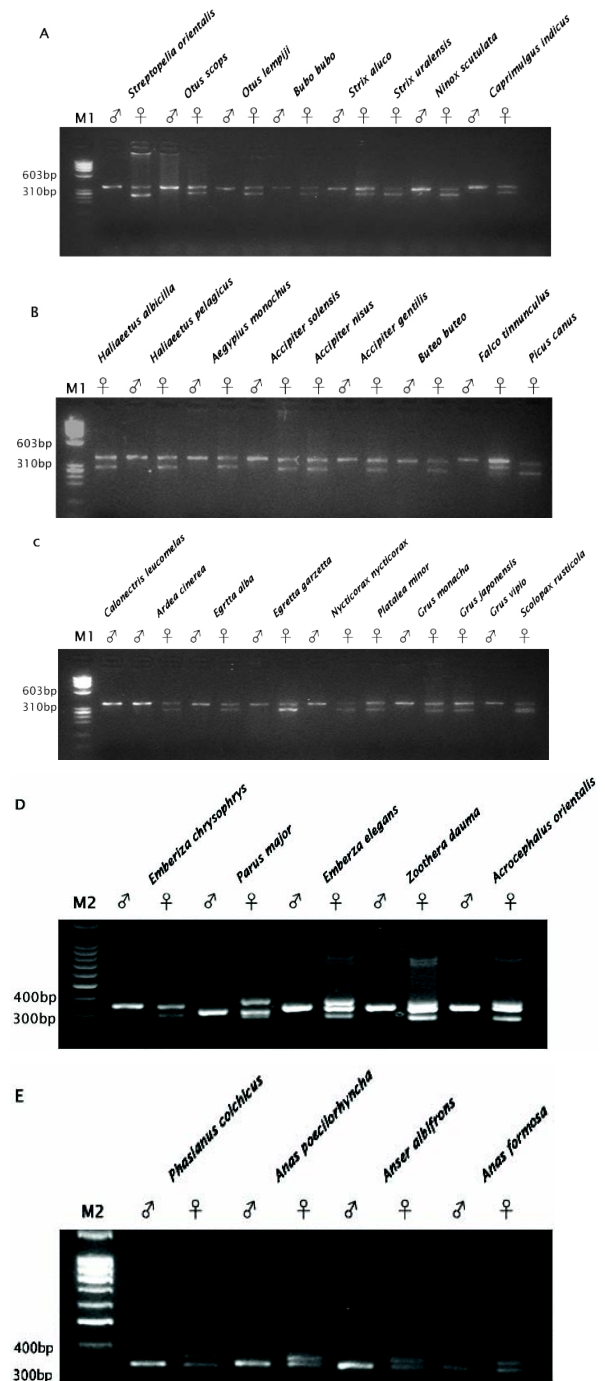 A
Streptopelia orientalis
Otus scops
Otus lempiji
Bubo bubo
Strix aluco
Strix uralensis
Ninox scutulata
Caprimulgus indicus
M1 ♂ ♀ ♂ ♀ ♂ ♀ ♂ ♀ ♂ ♀ ♀ ♂ ♀ ♂ ♀
603bp
310bp
B
Haliaeetus albicilla
Haliaeetus pelagicus
Aegypius monochus
Accipiter solensis
Accipiter nisus
Accipiter gentilis
Buteo buteo
Falco tinnunculus
Picus canus
M1 ♀ ♂ ♀ ♂ ♀ ♂ ♀ ♀ ♂ ♀ ♂ ♀ ♂ ♀ ♀
603bp
310bp
C
Calonectris leucomelas
Ardea cinerea
Egrtta alba
Egretta garzetta
Nycticorax nycticorax
Platalea minor
Grus monacha
Grus japonensis
Grus vipio
Scolopax rusticola
M1 ♂ ♂ ♀ ♂ ♀ ♂ ♀ ♂ ♀ ♀ ♂ ♀ ♀ ♂ ♀
603bp
310bp
D
Emberiza chrysophrys
Parus major
Emberza elegans
Zoothera dauma
Acrocephalus orientalis
M2 ♂ ♀ ♂ ♀ ♂ ♀ ♂ ♀ ♂ ♀
400bp
300bp
E
Phasianus colchicus
Anas poecilorhyncha
Anser albifrons
Anas formosa
M2 ♂ ♀ ♂ ♀ ♂ ♀ ♂ ♀
400bp
300bp